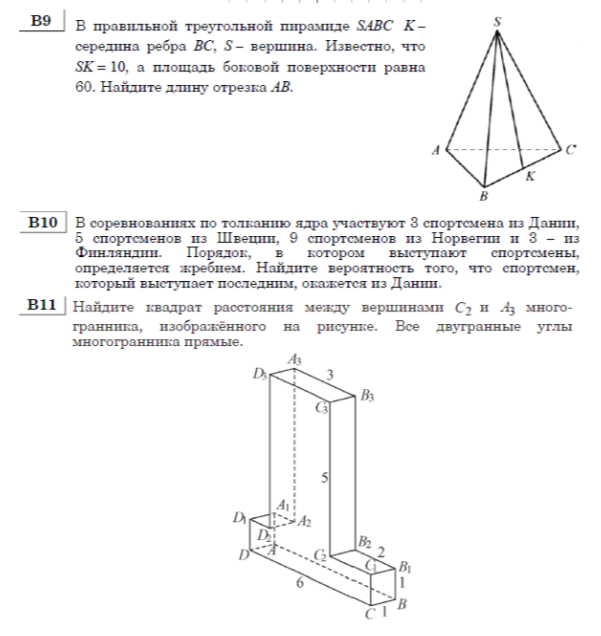 B9
В правильной треугольной пирамиде SABC K –
середина ребра BC, S – вершина. Известно, что
SK = 10, а площадь боковой поверхности равна
60. Найдите длину отрезка AB.
S
A
C
K
B
B10
В соревнованиях по толканию ядра участвуют 3 спортсмена из Дании,
5 спортсменов из Швеции, 9 спортсменов из Норвегии и 3 – из
Финляндии. Порядок, в котором выступают спортсмены,
определяется жребием. Найдите вероятность того, что спортсмен,
который выступает последним, окажется из Дании.
B11
Найдите квадрат расстояния между вершинами C2 и A3 много-
гранника, изображённого на рисунке. Все двугранные углы
многогранника прямые.
A3
D3
3
B3
C3
5
A1
D1
A2
D2
B2
D
A
C2
2
C1
B1
6
1
C
1
B